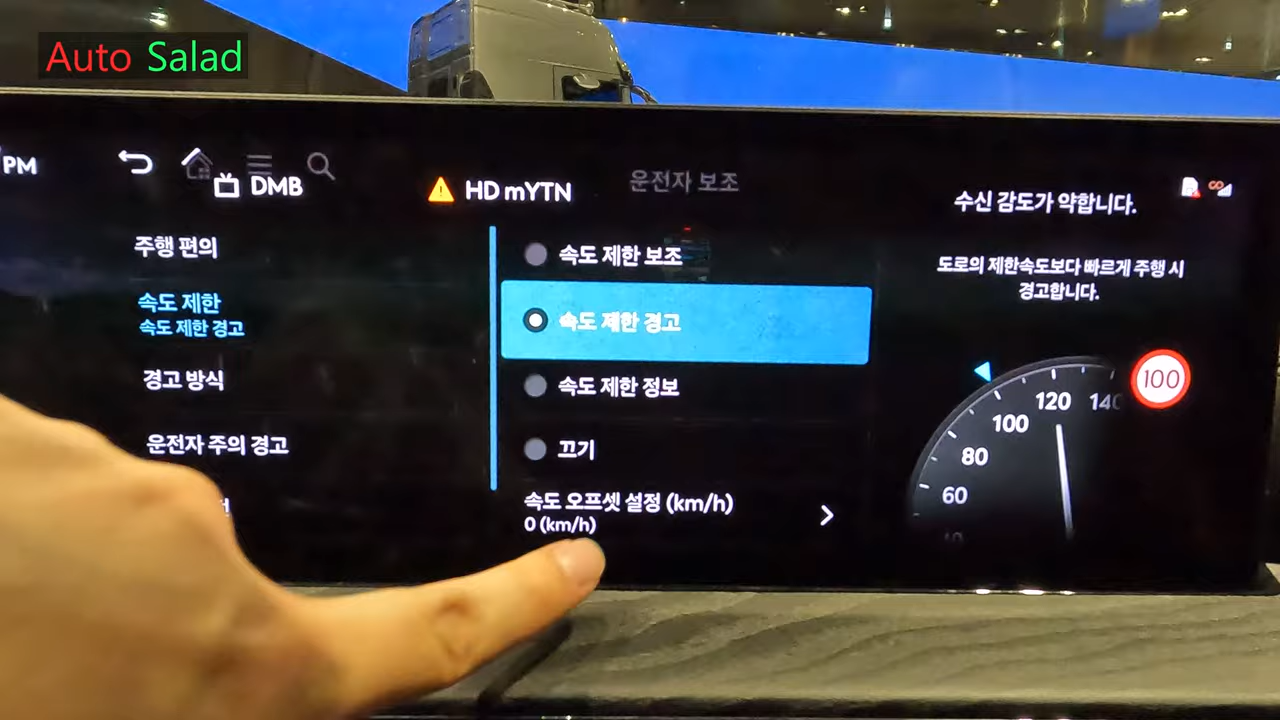 Auto Salad
PM
DMB
HD mYTN
운전자 보조
수신 감도가 약합니다.
주행 편의
속도 제한
속도 제한 경고
경고 방식
운전자 주의 경고
속도 제한 보조
속도 제한 경고
속도 제한 정보
끄기
속도 오프셋 설정 (km/h)
0 (km/h)
도로의 제한속도보다 빠르게 주행 시
경고합니다.
100
60
80
100
120
140